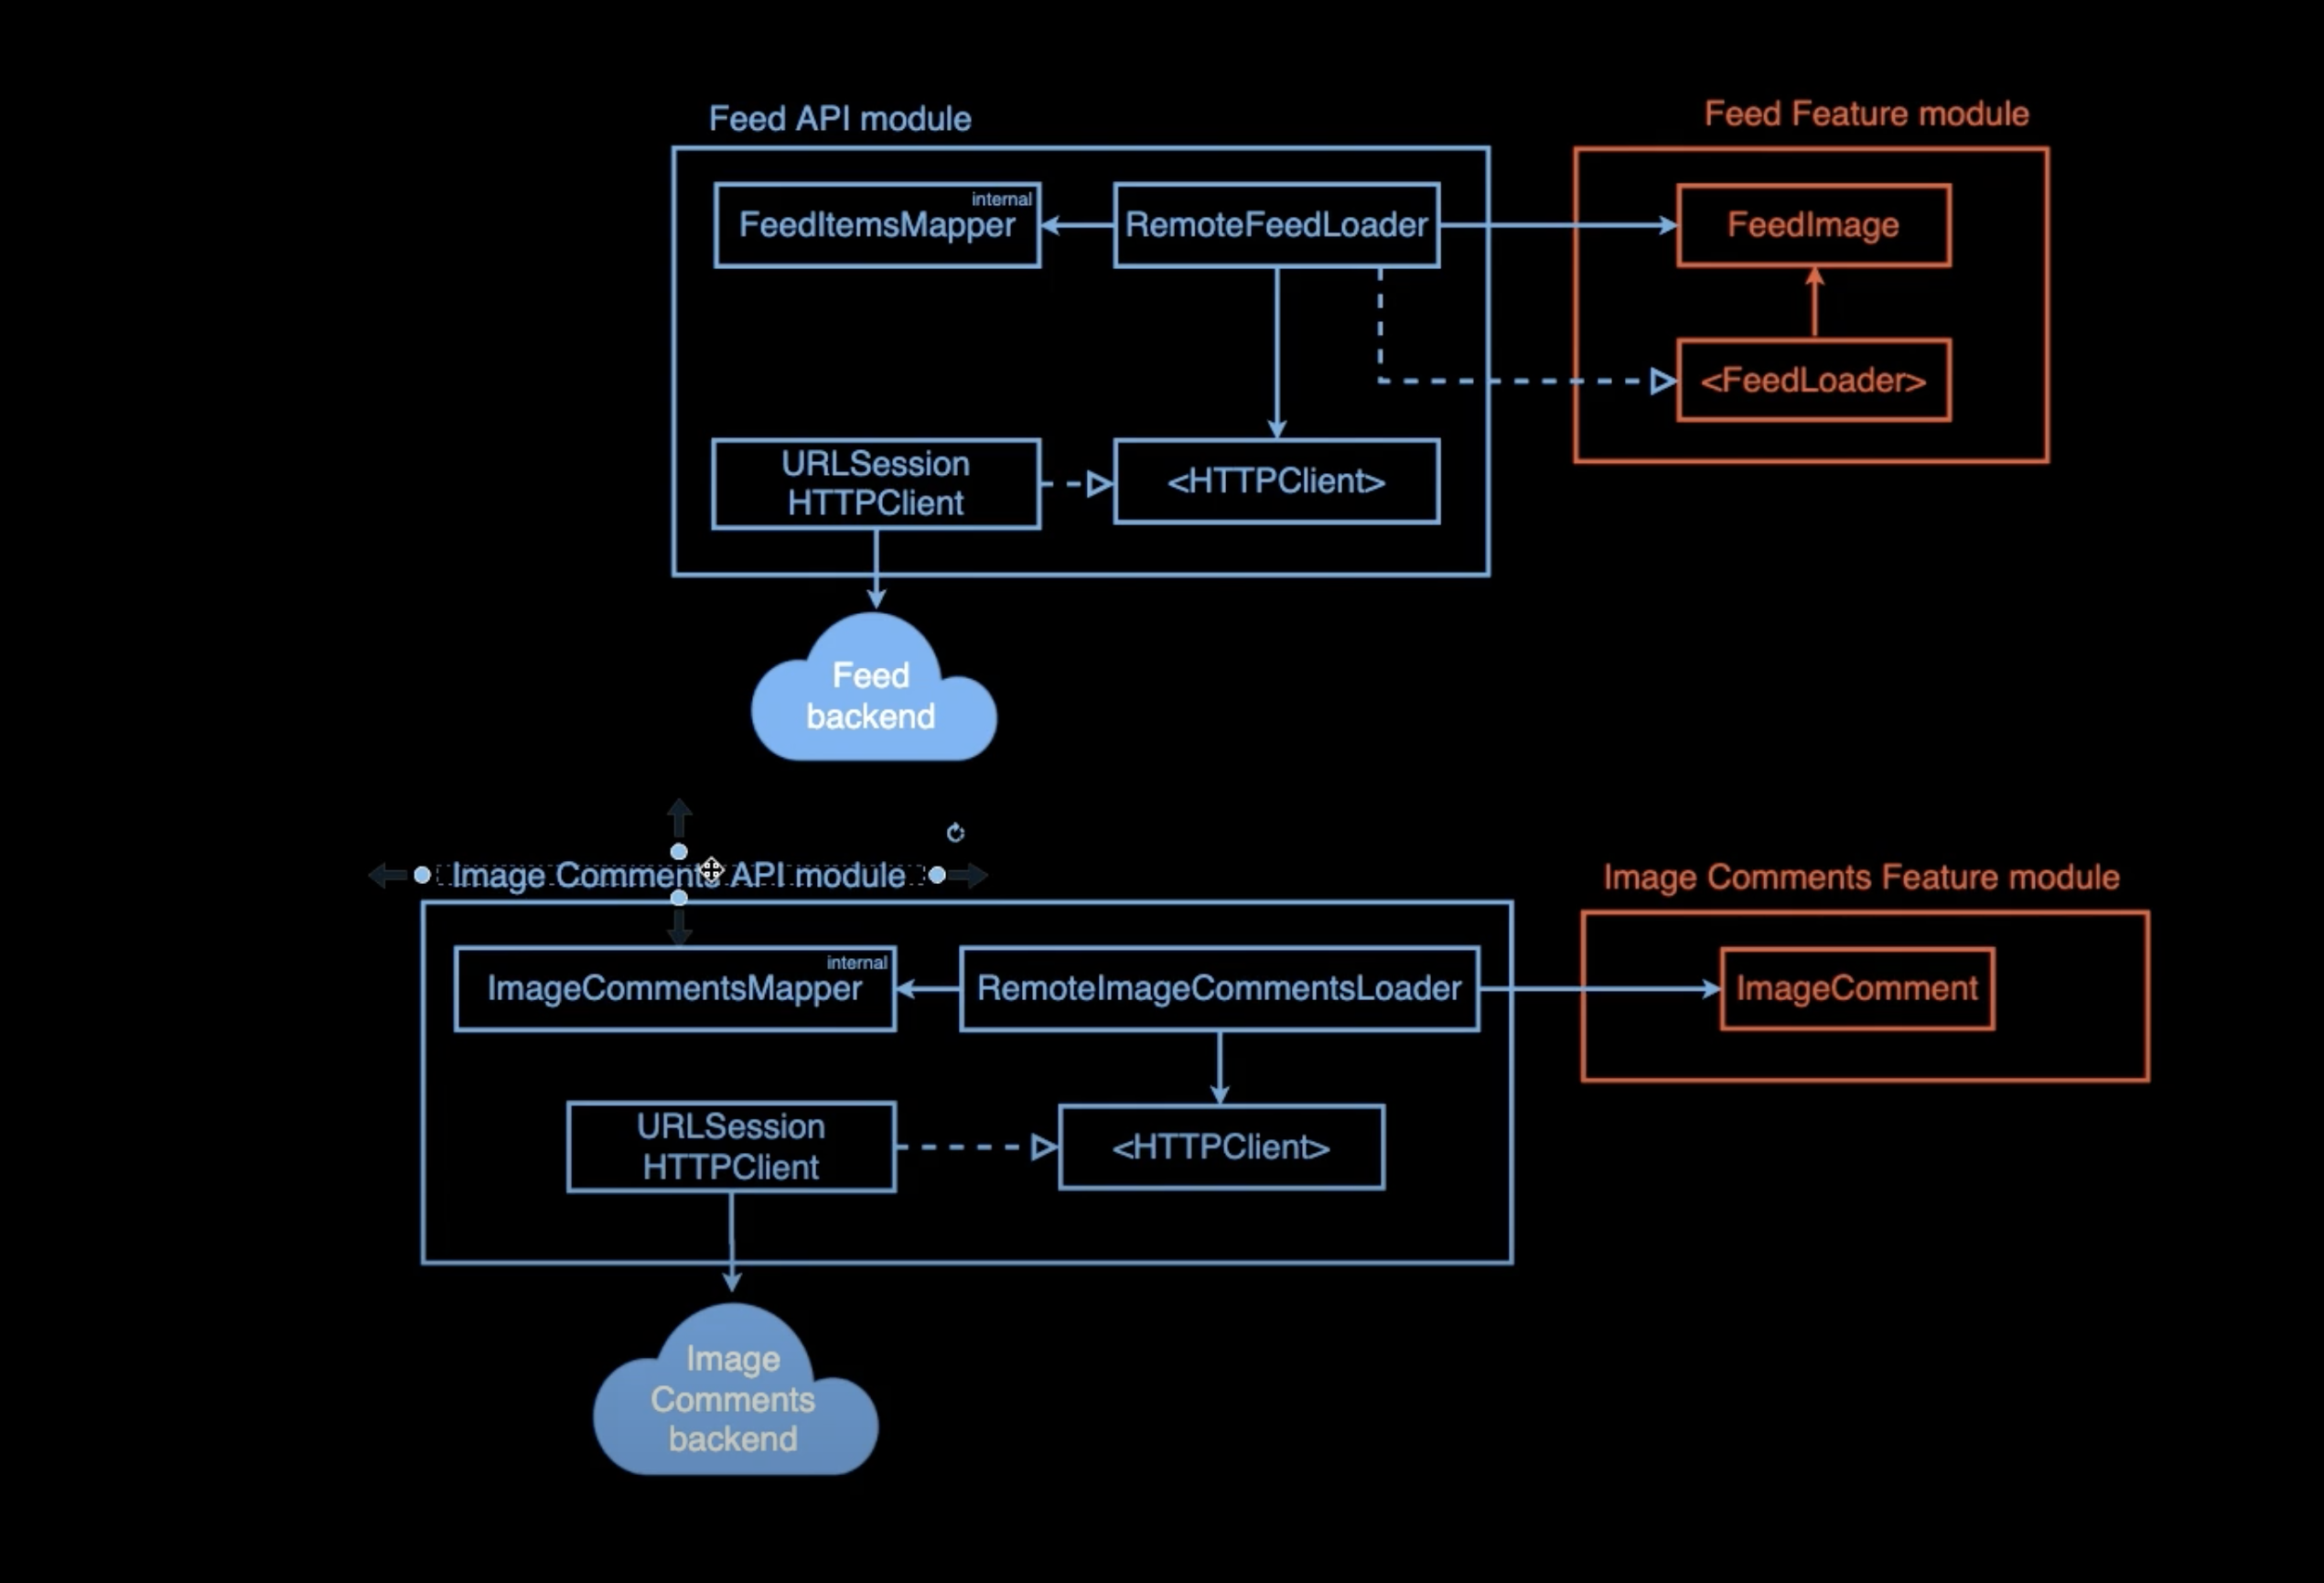 Feed API module
Feed Feature module
internal
FeedItemsMapper
RemoteFeedLoader
FeedImage
<FeedLoader>
URLSession
HTTPClient
<HTTPClient>
Feed
backend
Image Comments API module
Image Comments Feature module
internal
ImageCommentsMapper
RemoteImageCommentsLoader
ImageComment
URLSession
HTTPClient
<HTTPClient>
Image
Comments
backend